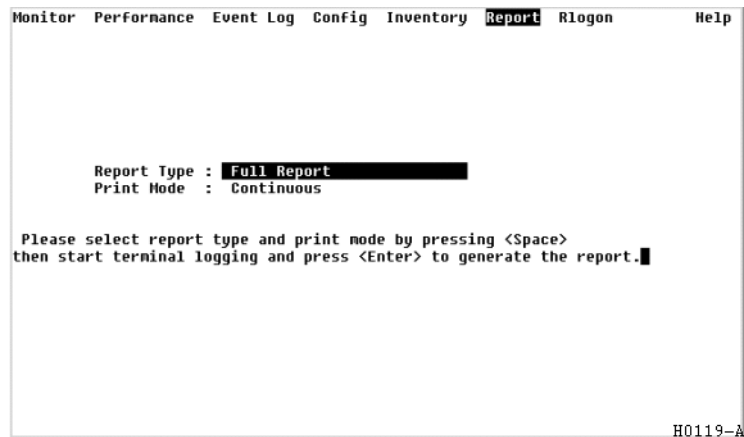 Monitor Performance Event Log Config Inventory Report Rlogon Help
Report Type : Full Report
Print Mode : Continuous
Please select report type and print mode by pressing <Space>
then start terminal logging and press <Enter> to generate the report.
H0119-A